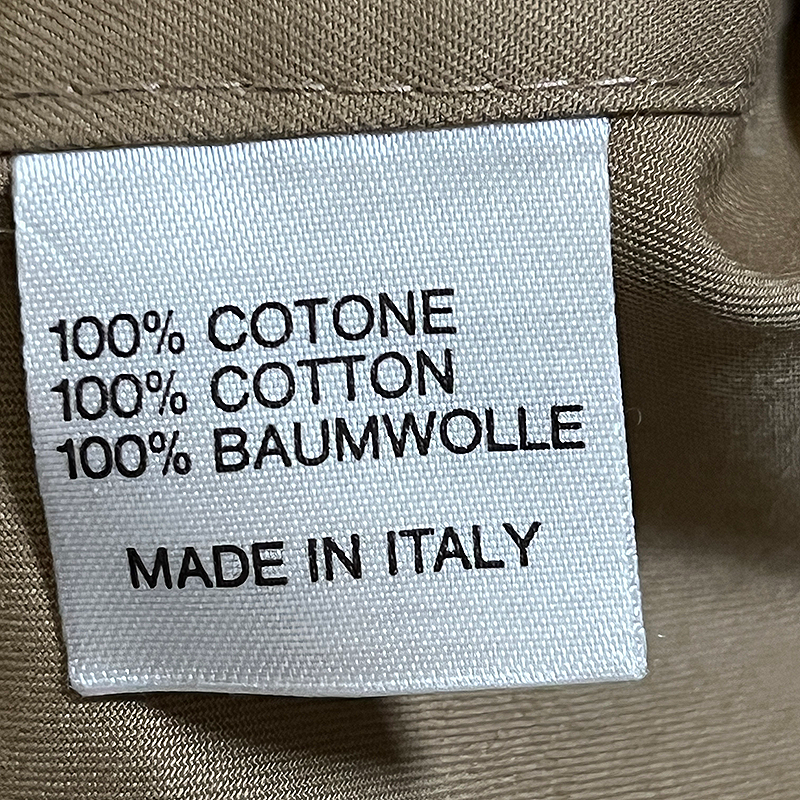 100% COTONE
100% COTTON
100% BAUMWOLLE
MADE IN ITALY